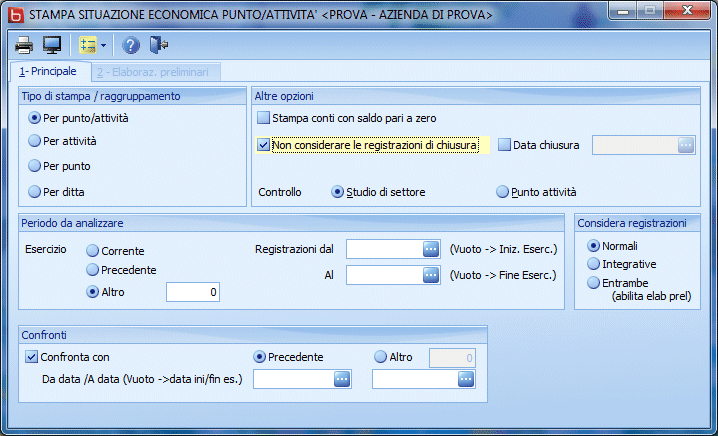 STAMPA SITUAZIONE ECONOMICA PUNTO/ATTIVITA' <PROVA - AZIENDA DI PROVA>
1- Principale
2 - Elaboraz. preliminari
Tipo di stampa / raggruppamento
Per punto/attività
Per attività
Per punto
Per ditta
Altre opzioni
Stampa conti con saldo pari a zero
Non considerare le registrazioni di chiusura
Data chiusura
Controllo
Studio di settore
Punto attività
Periodo da analizzare
Esercizio
Corrente
Precedente
Altro
0
Registrazioni dal
(Vuoto -> Iniz. Eserc.)
Al
(Vuoto -> Fine Eserc.)
Considera registrazioni
Normali
Integrative
Entrambe
(abilita elab prel)
Confronti
Confronta con
Precedente
Altro
0
Da data /A data (Vuoto ->data ini/fin es.)